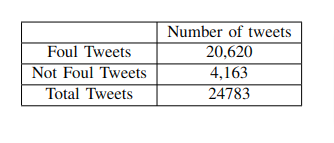 Number of tweets
Foul Tweets 20,620
Not Foul Tweets 4,163
Total Tweets 24783